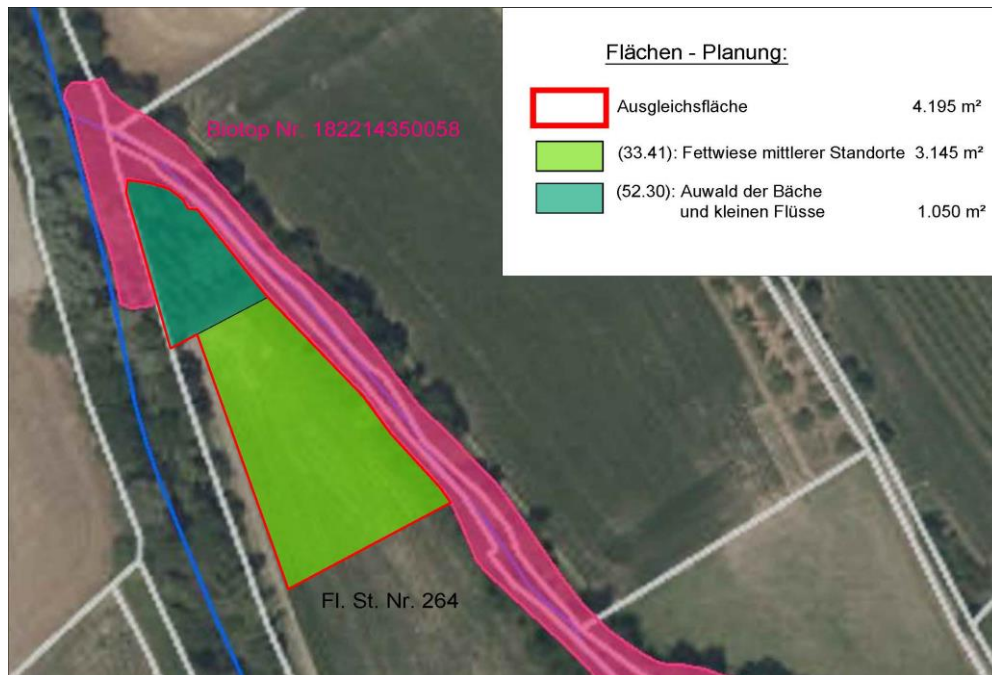 Flächen - Planung:
Ausgleichsfläche 4.195 m²
(33.41): Fettwiese mittlerer Standorte 3.145 m²
(52.30): Auwald der Bäche
und kleinen Flüsse 1.050 m²
Biotop Nr. 182214350058
Fl. St. Nr. 264